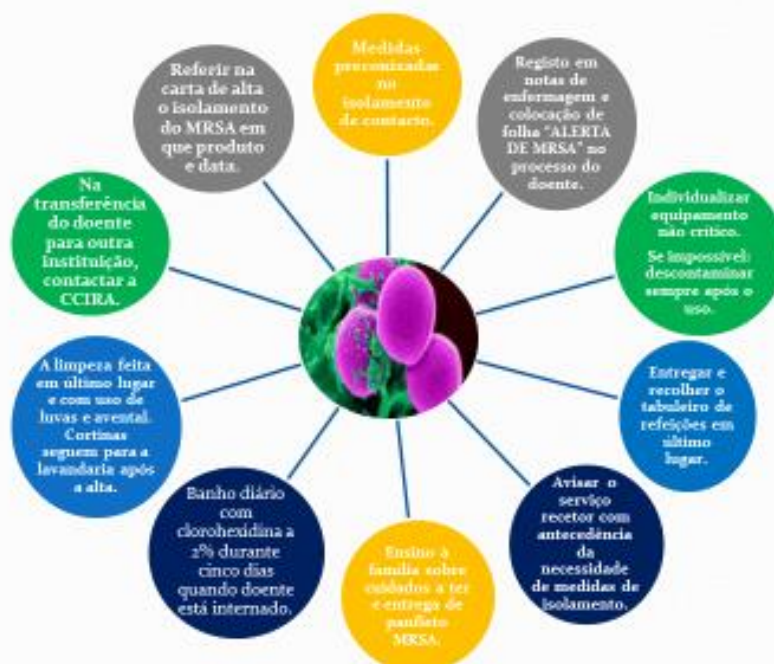 Medidas
preconizadas
no
isolamento
de contacto.
Registo em
notas de
enfermagem e
colocação de
folha "ALERTA
DE MRSA" no
processo do
doente.
Individualizar
equipamento
não crítico.
Se impossível:
descontaminar
sempre após o
uso.
Entregar e
recolher o
tabuleiro de
refeições em
último
lugar.
Avisar o
serviço
recetor com
antecedência
da
necessidade
de medidas de
isolamento.
Ensino à
família sobre
cuidados a ter
e entrega de
panfleto
MRSA.
Banho diário
com
clorohexidina a
2% durante
cinco dias
quando doente
está internado.
A limpeza feita
em último lugar
e com uso de
luvas e avental.
Cortinas
seguem para a
lavandaria após
a alta.
Na
transferência
do doente
para outra
Instituição,
contactar a
CCIRA.
Referir na
carta de alta
o isolamento
do MRSA em
que produto
e data.